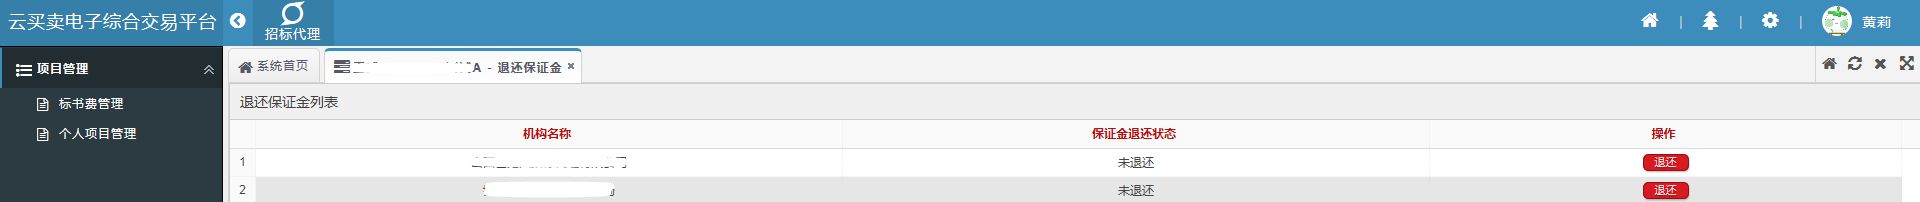 云买卖电子综合交易平台
招标代理
黄莉
项目管理
标书费管理
个人项目管理
系统首页
A - 退还保证金
退还保证金列表
机构名称 保证金退还状态 操作
1 未退还 退还
2 未退还 退还